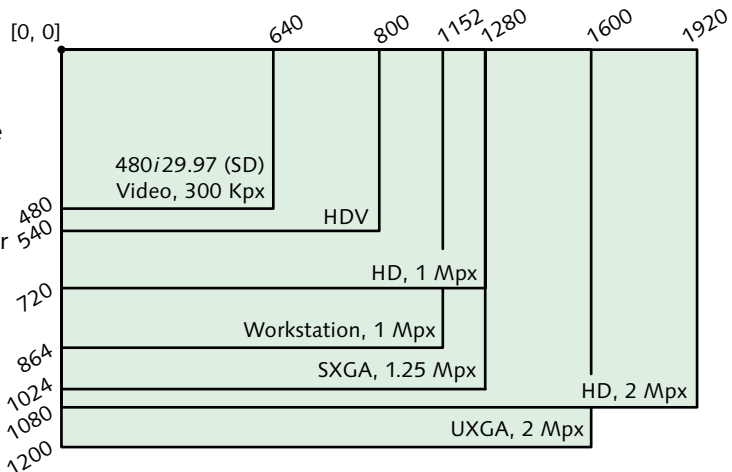 [0, 0]
640
800
1152
1280
1600
1920
e
480i29.97 (SD)
Video, 300 Kpx
480
HDV
r
540
HD, 1 Mpx
720
Workstation, 1 Mpx
864
SXGA, 1.25 Mpx
1024
HD, 2 Mpx
1080
UXGA, 2 Mpx
1200